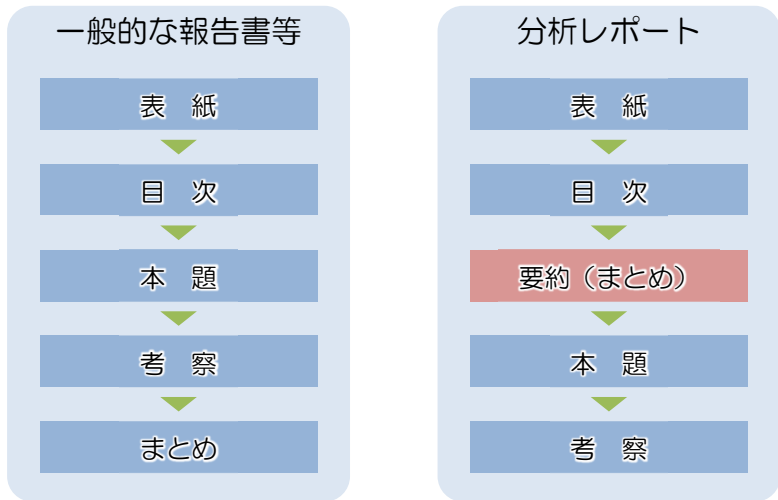 一般的な報告書等
表　紙
目　次
本　題
考　察
まとめ
分析レポート
表　紙
目　次
要約（まとめ）
本　題
考　察